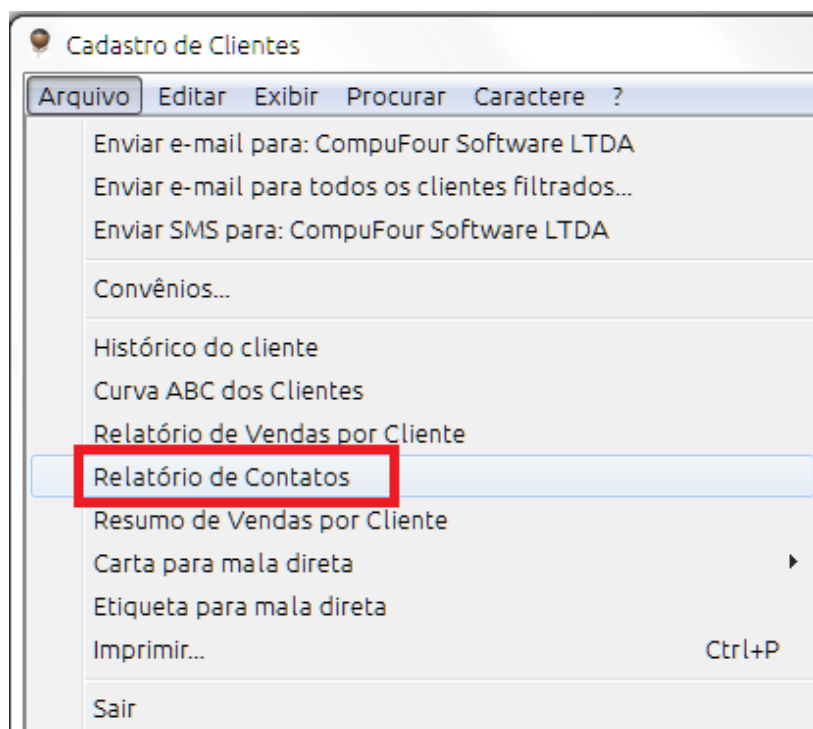 Cadastro de Clientes
Arquivo Editar Exibir Procurar Caractere ?
Enviar e-mail para: CompuFour Software LTDA
Enviar e-mail para todos os clientes filtrados...
Enviar SMS para: CompuFour Software LTDA
Convênios...
Histórico do cliente
Curva ABC dos Clientes
Relatório de Vendas por Cliente
Relatório de Contatos
Resumo de Vendas por Cliente
Carta para mala direta
Etiqueta para mala direta
Imprimir... Ctrl+P
Sair